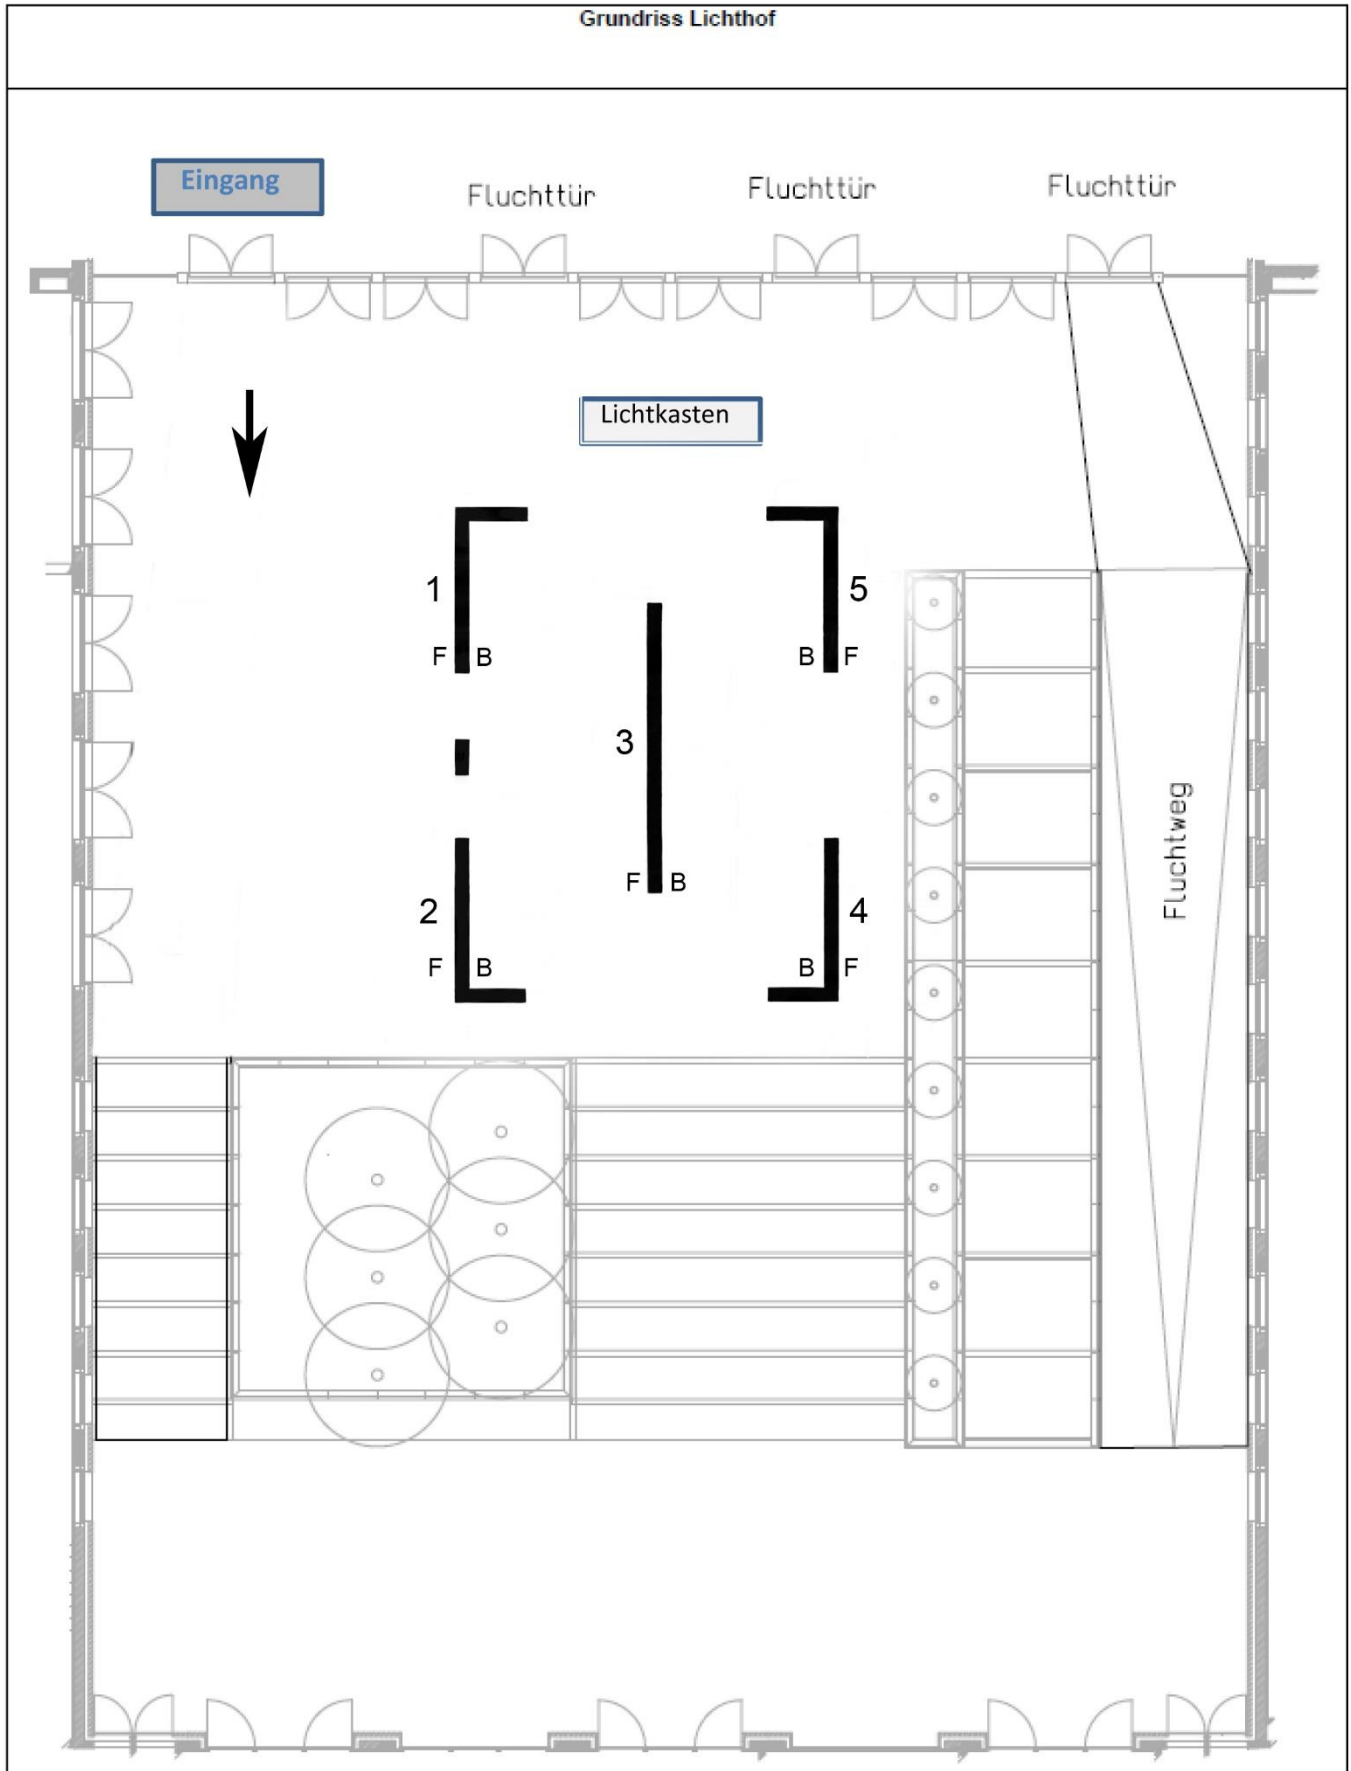 Grundriss Lichthof
Eingang
Fluchttür
Fluchttür
Fluchttür
Lichtkasten
1
5
F B
B F
3
Fluchtweg
F B
2
4
F B
B F